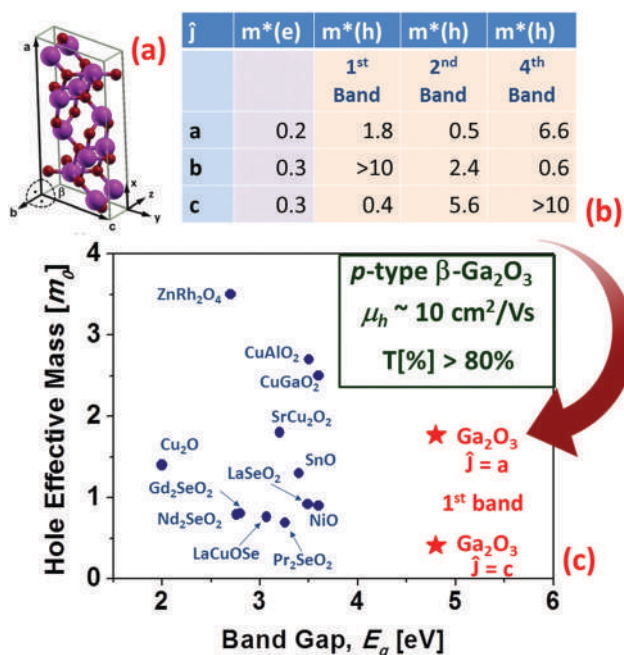 a
(a)
β
x
z
y
b
c
ĵ m*(e) m*(h) m*(h) m*(h)
1st Band 2nd Band 4th Band
a 0.2 1.8 0.5 6.6
b 0.3 >10 2.4 0.6
c 0.3 0.4 5.6 >10
(b)
Hole Effective Mass [m0]
4
3
2
1
0
p-type β-Ga2O3
μh ~ 10 cm2/Vs
T[%] > 80%
ZnRh2O4
CuAlO2
CuGaO2
SrCu2O2
Cu2O
SnO
LaSeO2
Gd2SeO2
Nd2SeO2
NiO
LaCuOSe
Pr2SeO2
Ga2O3
ĵ = a
1st band
Ga2O3
ĵ = c
(c)
2 3 4 5 6
Band Gap, Eg [eV]